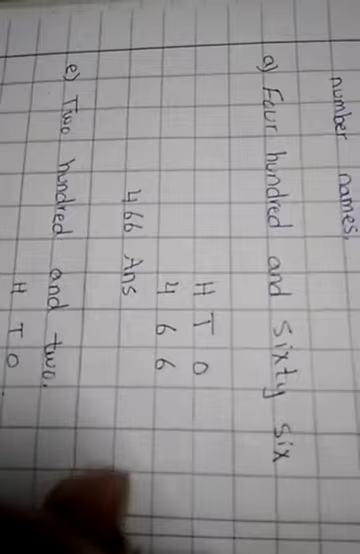 number names.
a) Four hundred and sixty six
H T O
4 6 6
466 Ans
e) Two hundred and two.
H T O